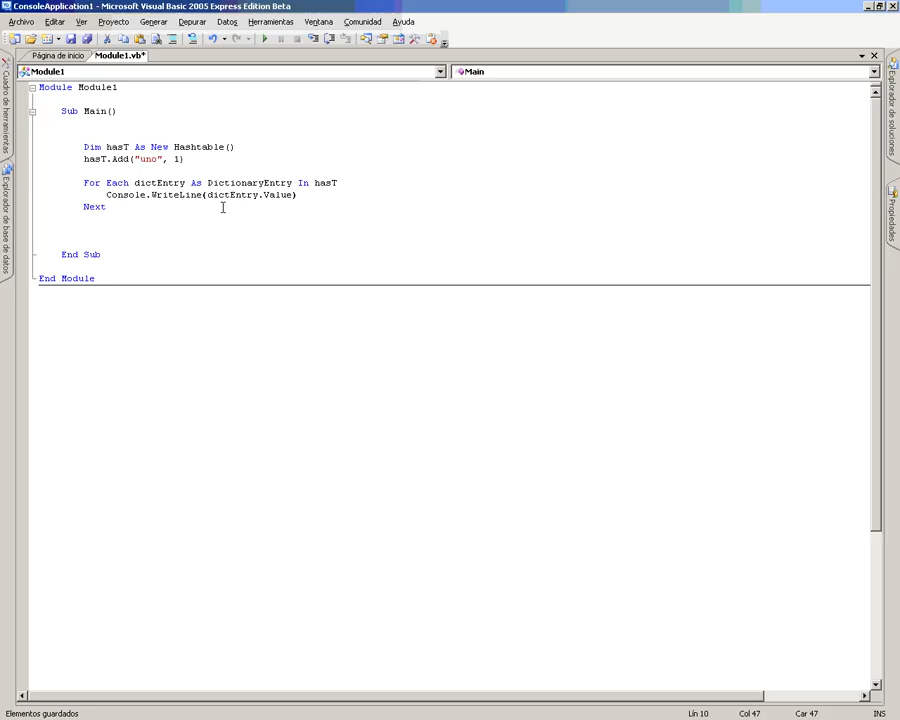 ConsoleApplication1 - Microsoft Visual Basic 2005 Express Edition Beta
Archivo Editar Ver Proyecto Generar Depurar Datos Herramientas Ventana Comunidad Ayuda
Página de inicio Module1.vb*
Module1 Main
Cuadro de herramientas
Explorador de base de datos
Module Module1
Sub Main()
Dim hasT As New Hashtable()
hasT.Add("uno", 1)
For Each dictEntry As DictionaryEntry In hasT
Console.WriteLine(dictEntry.Value)
Next
End Sub
End Module
Explorador de soluciones
Propiedades
Elementos guardados Lín 10 Col 47 Car 47 INS